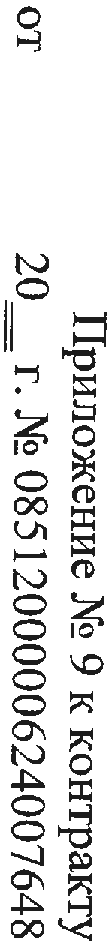 Приложение № 9 к контракту
от 20__ г. № 0851200000624007648